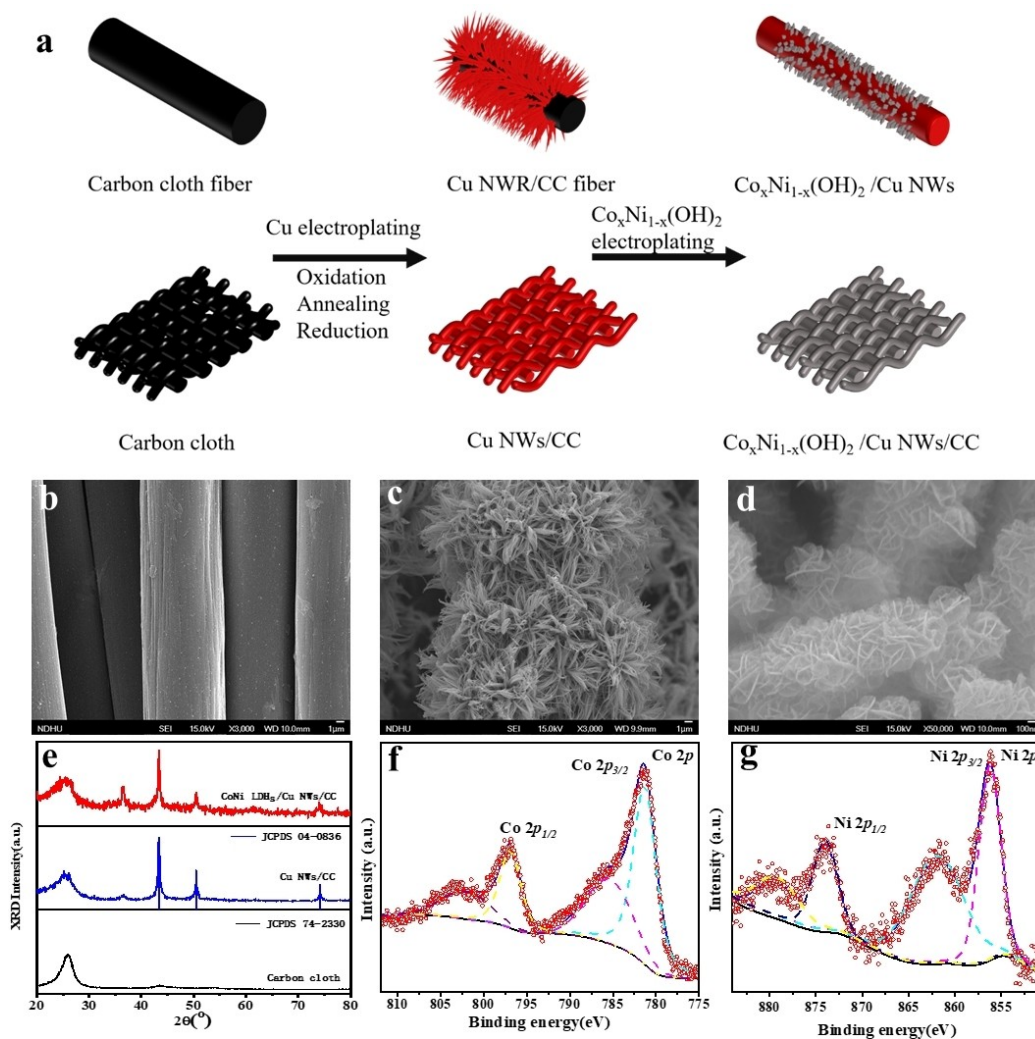 a
Carbon cloth fiber
Cu NWR/CC fiber
CoₓNi₁₋ₓ(OH)₂ /Cu NWs
Cu electroplating
Oxidation
Annealing
Reduction
CoₓNi₁₋ₓ(OH)₂
electroplating
Carbon cloth
Cu NWs/CC
CoₓNi₁₋ₓ(OH)₂ /Cu NWs/CC
b
NDHU SEI 15.0kV X3,000 WD 10.0mm 1μm
c
NDHU SEI 15.0kV X3,000 WD 9.9mm 1μm
d
NDHU SEI 15.0kV X50,000 WD 10.0mm 100nm
e
CoNi LDHs/Cu NWs/CC
JCPDS 04-0836
Cu NWs/CC
JCPDS 74-2330
Carbon cloth
XRD Intensity(a.u.)
20 30 40 50 60 70 80
2θ(°)
f
Co 2p3/2 Co 2p
Co 2p1/2
Intensity (a.u.)
810 805 800 795 790 785 780 775
Binding energy(eV)
g
Ni 2p3/2 Ni 2p
Ni 2p1/2
Intensity (a.u.)
880 875 870 865 860 855
Binding energy(eV)